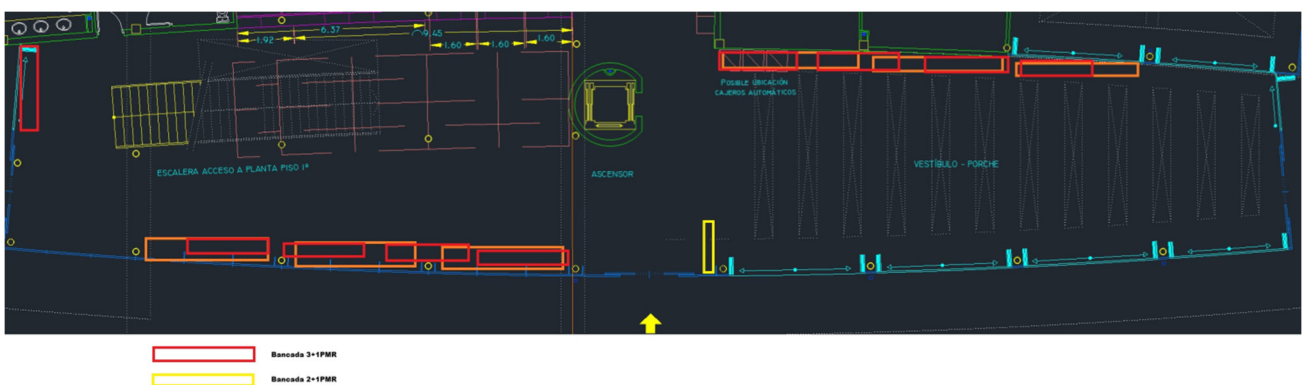 6.37
9.45
1.92
1.60
1.60
1.60
POSIBLE UBICACIÓN
CAJEROS AUTOMÁTICOS
ESCALERA ACCESO A PLANTA PISO 1ª
ASCENSOR
VESTÍBULO - PORCHE
Bancada 3+1PMR
Bancada 2+1PMR